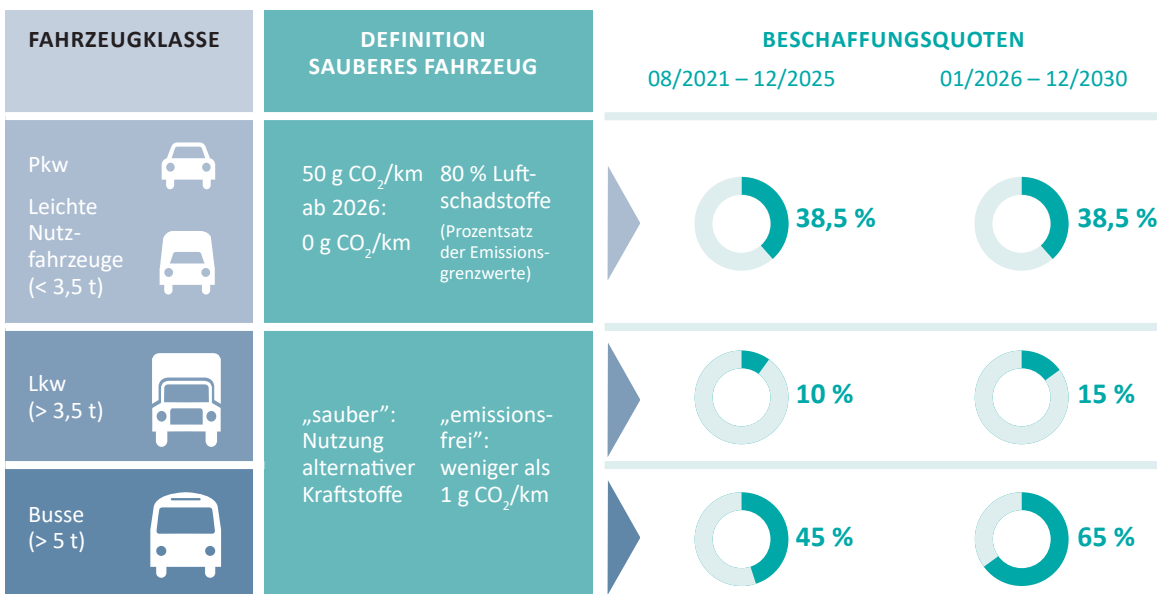 FAHRZEUGKLASSE
DEFINITION
SAUBERES FAHRZEUG
BESCHAFFUNGSQUOTEN
08/2021 – 12/2025
01/2026 – 12/2030
Pkw
Leichte
Nutz-
fahrzeuge
(< 3,5 t)
50 g CO₂/km
ab 2026:
0 g CO₂/km
80 % Luft-
schadstoffe
(Prozentsatz
der Emissions-
grenzwerte)
38,5 %
38,5 %
Lkw
(> 3,5 t)
„sauber”:
Nutzung
alternativer
Kraftstoffe
„emissions-
frei”:
weniger als
1 g CO₂/km
10 %
15 %
Busse
(> 5 t)
45 %
65 %